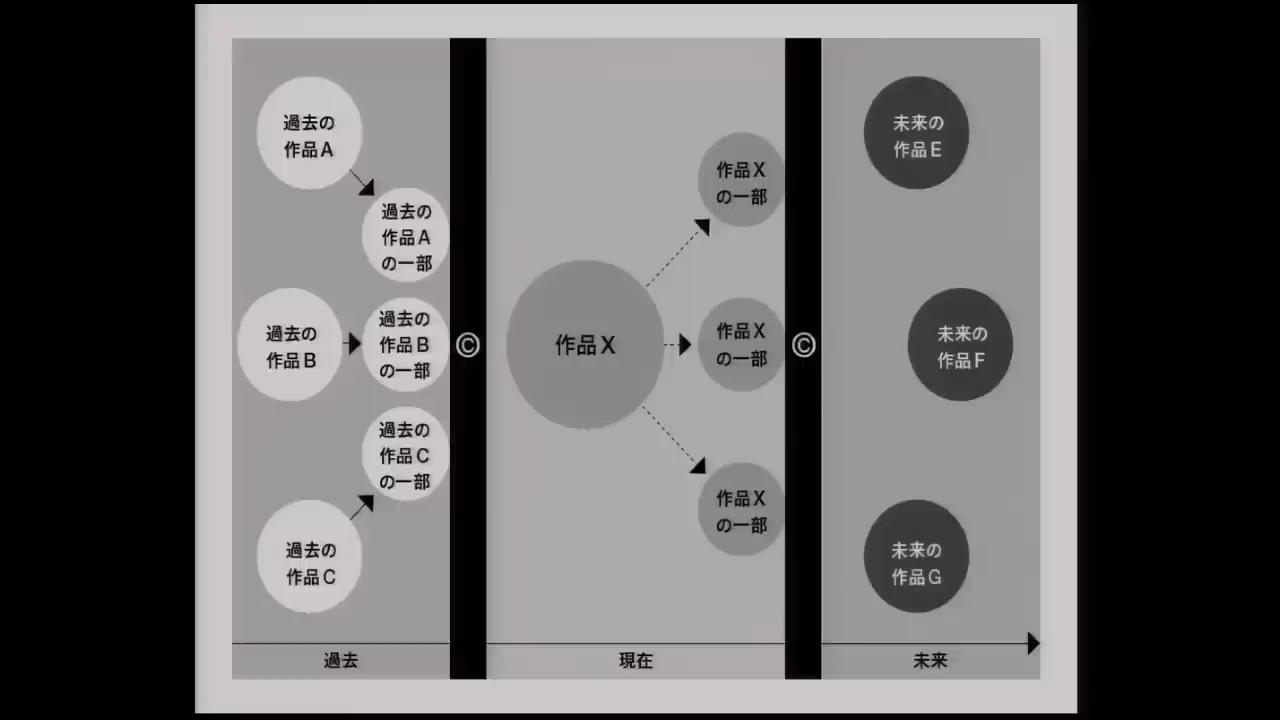 過去の
作品A
過去の
作品A
の一部
過去の
作品B
過去の
作品B
の一部
過去の
作品C
の一部
過去の
作品C
©
作品X
作品X
の一部
作品X
の一部
作品X
の一部
©
未来の
作品E
未来の
作品F
未来の
作品G
過去
現在
未来